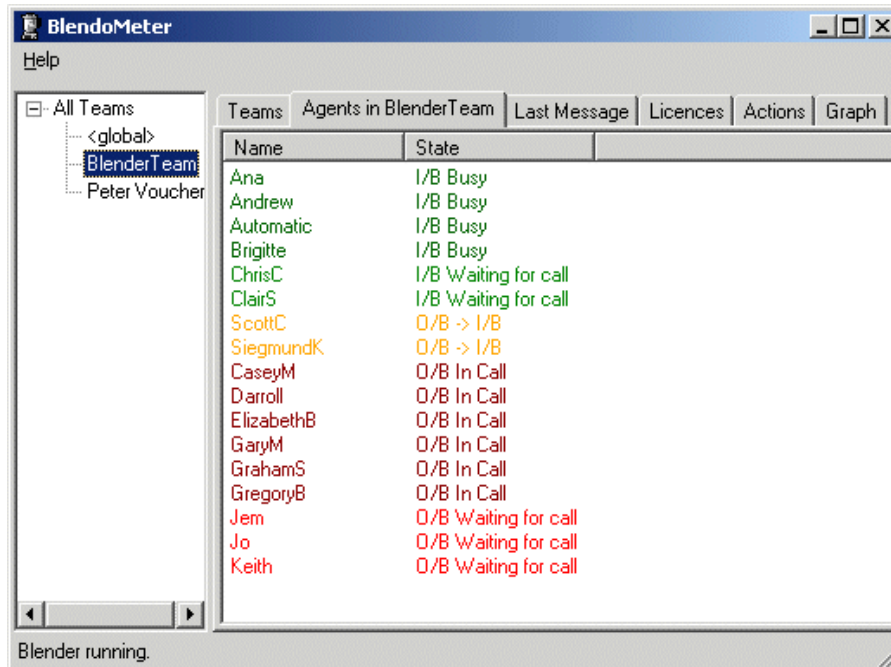 BlendoMeter
Help
All Teams
<global>
BlenderTeam
Peter Voucher
Teams Agents in BlenderTeam Last Message Licences Actions Graph
Name State
Ana I/B Busy
Andrew I/B Busy
Automatic I/B Busy
Brigitte I/B Busy
ChrisC I/B Waiting for call
ClairS I/B Waiting for call
ScottC O/B -> I/B
SiegmundK O/B -> I/B
CaseyM O/B In Call
Darroll O/B In Call
ElizabethB O/B In Call
GaryM O/B In Call
GrahamS O/B In Call
GregoryB O/B In Call
Jem O/B Waiting for call
Jo O/B Waiting for call
Keith O/B Waiting for call
Blender running.